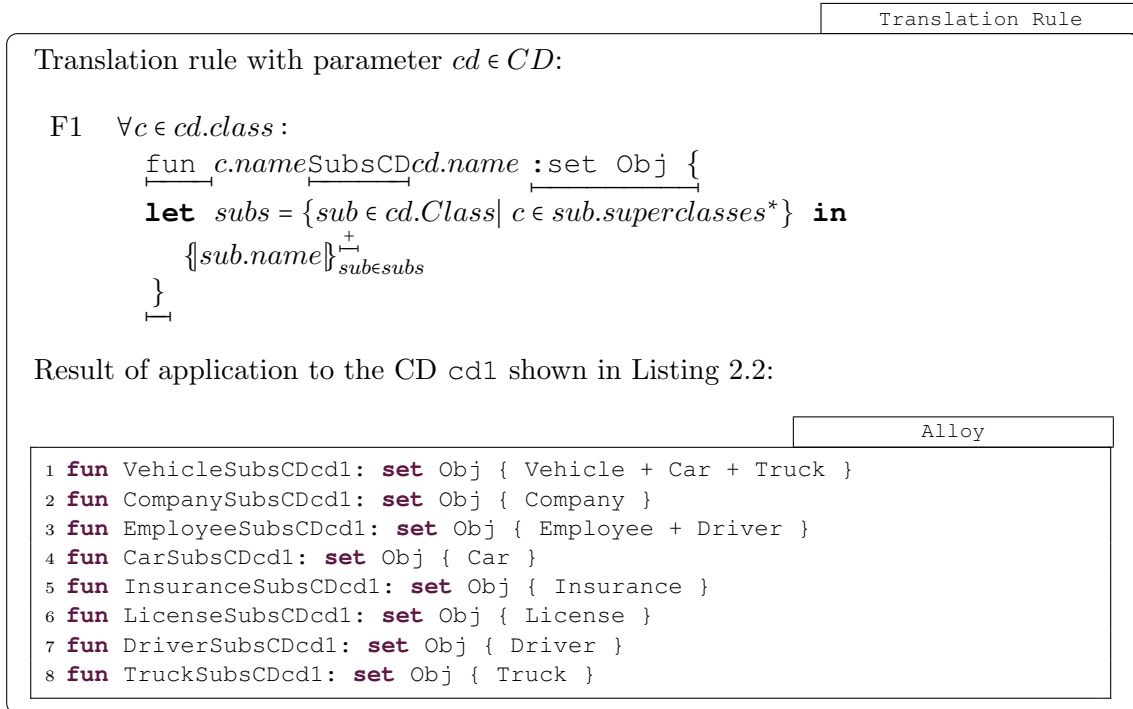 Translation Rule
Translation rule with parameter cd ∈ CD:
F1 ∀c ∈ cd.class :
fun c.nameSubsCDcd.name :set Obj {
let subs = {sub ∈ cd.Class| c ∈ sub.superclasses*} in
{|sub.name|}+sub∈subs
}
Result of application to the CD cd1 shown in Listing 2.2:
Alloy
1 fun VehicleSubsCDcd1: set Obj { Vehicle + Car + Truck }
2 fun CompanySubsCDcd1: set Obj { Company }
3 fun EmployeeSubsCDcd1: set Obj { Employee + Driver }
4 fun CarSubsCDcd1: set Obj { Car }
5 fun InsuranceSubsCDcd1: set Obj { Insurance }
6 fun LicenseSubsCDcd1: set Obj { License }
7 fun DriverSubsCDcd1: set Obj { Driver }
8 fun TruckSubsCDcd1: set Obj { Truck }